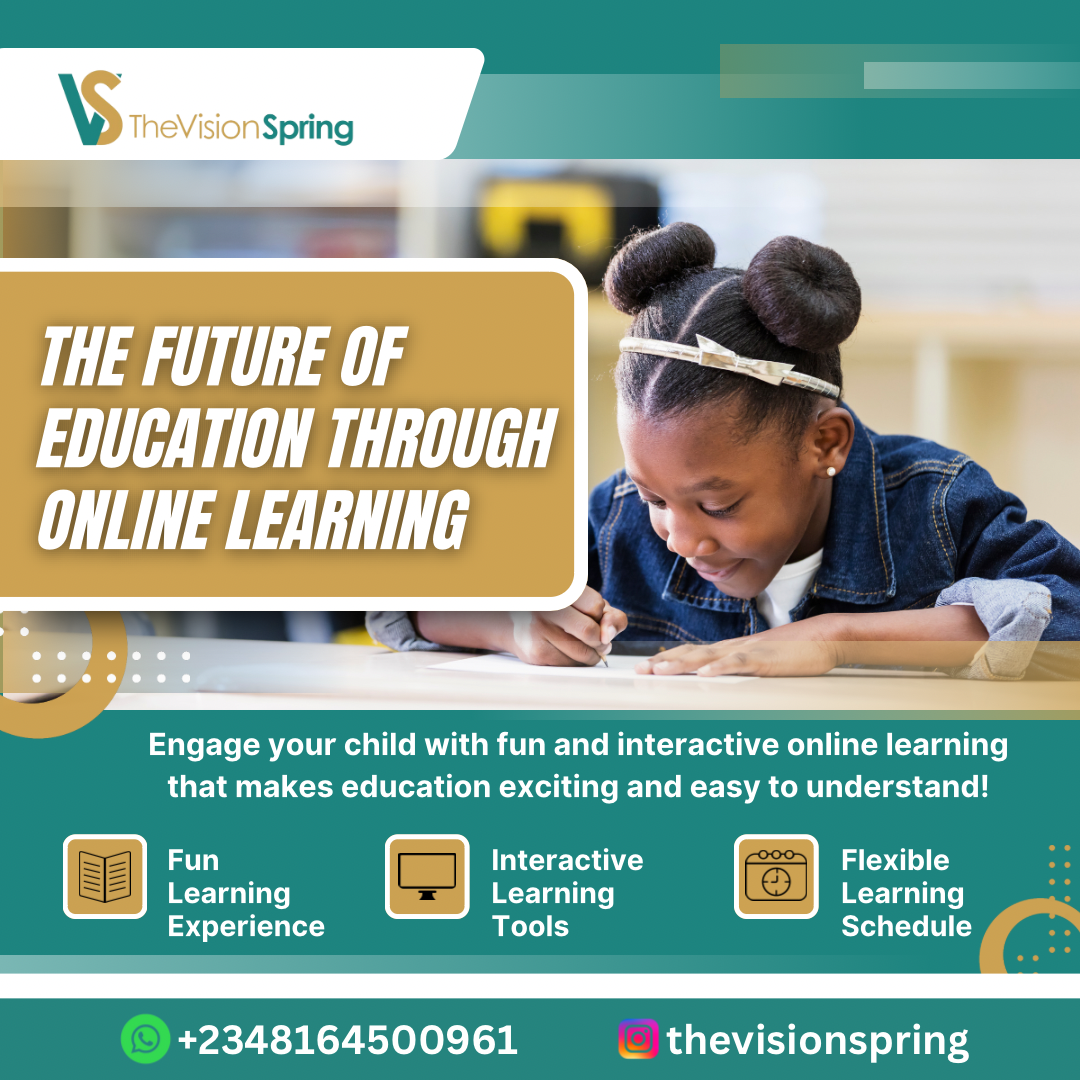 VS TheVisionSpring
THE FUTURE OF
EDUCATION THROUGH
ONLINE LEARNING
Engage your child with fun and interactive online learning
that makes education exciting and easy to understand!
Fun
Learning
Experience
Interactive
Learning
Tools
Flexible
Learning
Schedule
+2348164500961
thevisionspring